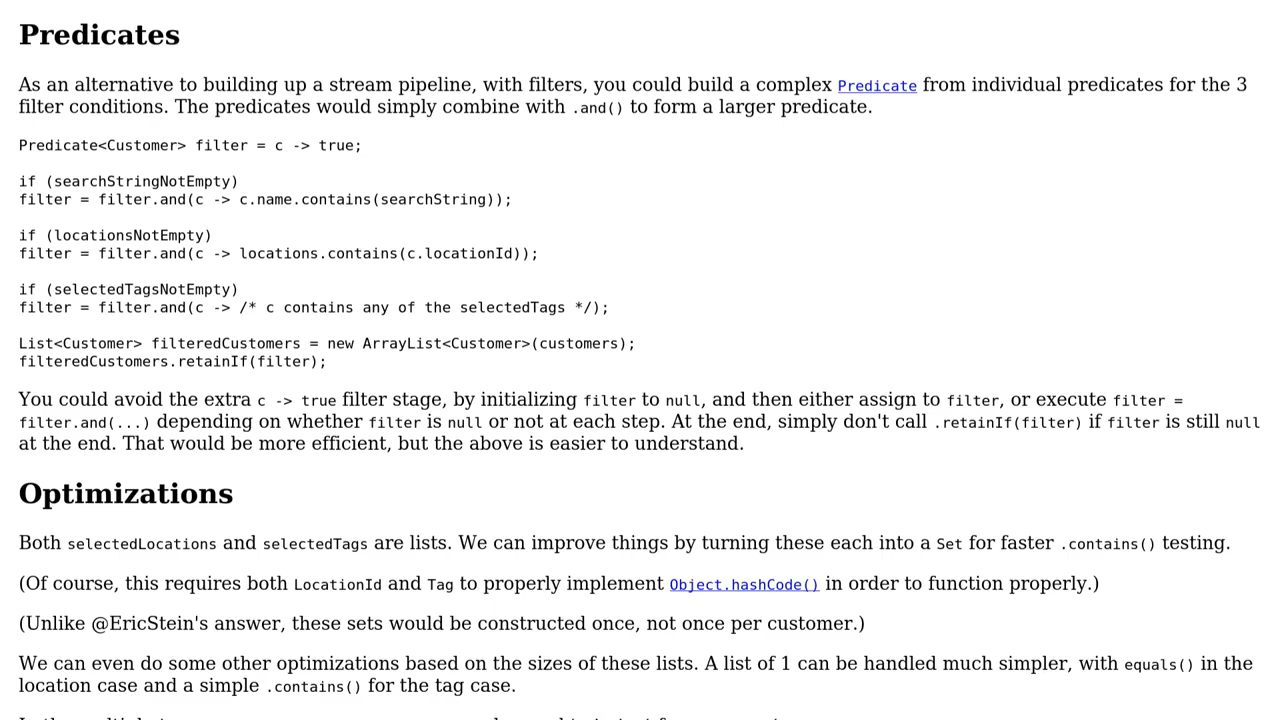 Predicates
As an alternative to building up a stream pipeline, with filters, you could build a complex Predicate from individual predicates for the 3
filter conditions. The predicates would simply combine with .and() to form a larger predicate.
Predicate<Customer> filter = c -> true;
if (searchStringNotEmpty)
filter = filter.and(c -> c.name.contains(searchString));
if (locationsNotEmpty)
filter = filter.and(c -> locations.contains(c.locationId));
if (selectedTagsNotEmpty)
filter = filter.and(c -> /* c contains any of the selectedTags */);
List<Customer> filteredCustomers = new ArrayList<Customer>(customers);
filteredCustomers.retainIf(filter);
You could avoid the extra c -> true filter stage, by initializing filter to null, and then either assign to filter, or execute filter =
filter.and(...) depending on whether filter is null or not at each step. At the end, simply don't call .retainIf(filter) if filter is still null
at the end. That would be more efficient, but the above is easier to understand.
Optimizations
Both selectedLocations and selectedTags are lists. We can improve things by turning these each into a Set for faster .contains() testing.
(Of course, this requires both LocationId and Tag to properly implement Object.hashCode() in order to function properly.)
(Unlike @EricStein's answer, these sets would be constructed once, not once per customer.)
We can even do some other optimizations based on the sizes of these lists. A list of 1 can be handled much simpler, with equals() in the
location case and a simple .contains() for the tag case.